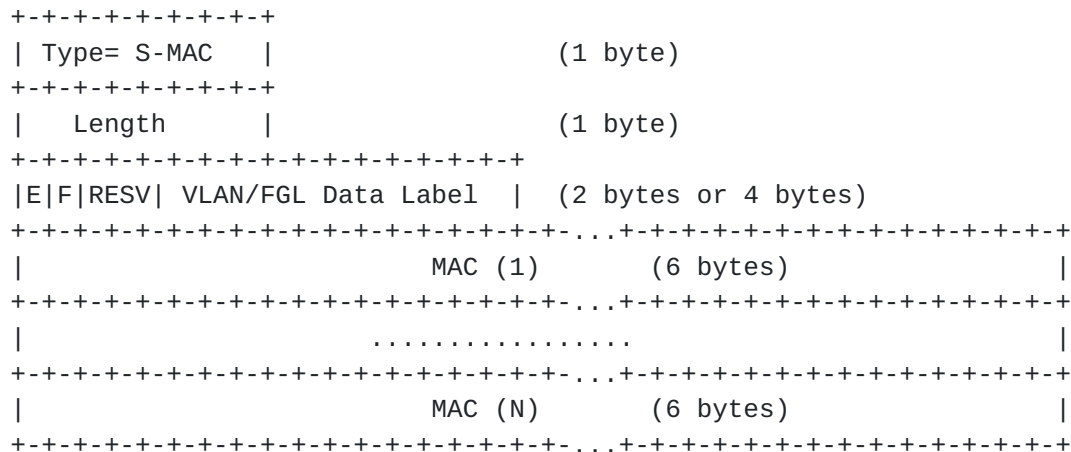 +-+-+-+-+-+-+-+-+
| Type= S-MAC   |                  (1 byte)
+-+-+-+-+-+-+-+-+
|   Length      |                  (1 byte)
+-+-+-+-+-+-+-+-+-+-+-+-+-+-+-+-+
|E|F|RESV| VLAN/FGL Data Label  |  (2 bytes or 4 bytes)
+-+-+-+-+-+-+-+-+-+-+-+-+-+-+-+-+-+-...+-+-+-+-+-+-+-+-+-+-+-+-+-+-+
|                          MAC (1)       (6 bytes)                 |
+-+-+-+-+-+-+-+-+-+-+-+-+-+-+-+-+-+-...+-+-+-+-+-+-+-+-+-+-+-+-+-+-+
|                      .................                           |
+-+-+-+-+-+-+-+-+-+-+-+-+-+-+-+-+-+-...+-+-+-+-+-+-+-+-+-+-+-+-+-+-+
|                          MAC (N)       (6 bytes)                 |
+-+-+-+-+-+-+-+-+-+-+-+-+-+-+-+-+-+-...+-+-+-+-+-+-+-+-+-+-+-+-+-+-+